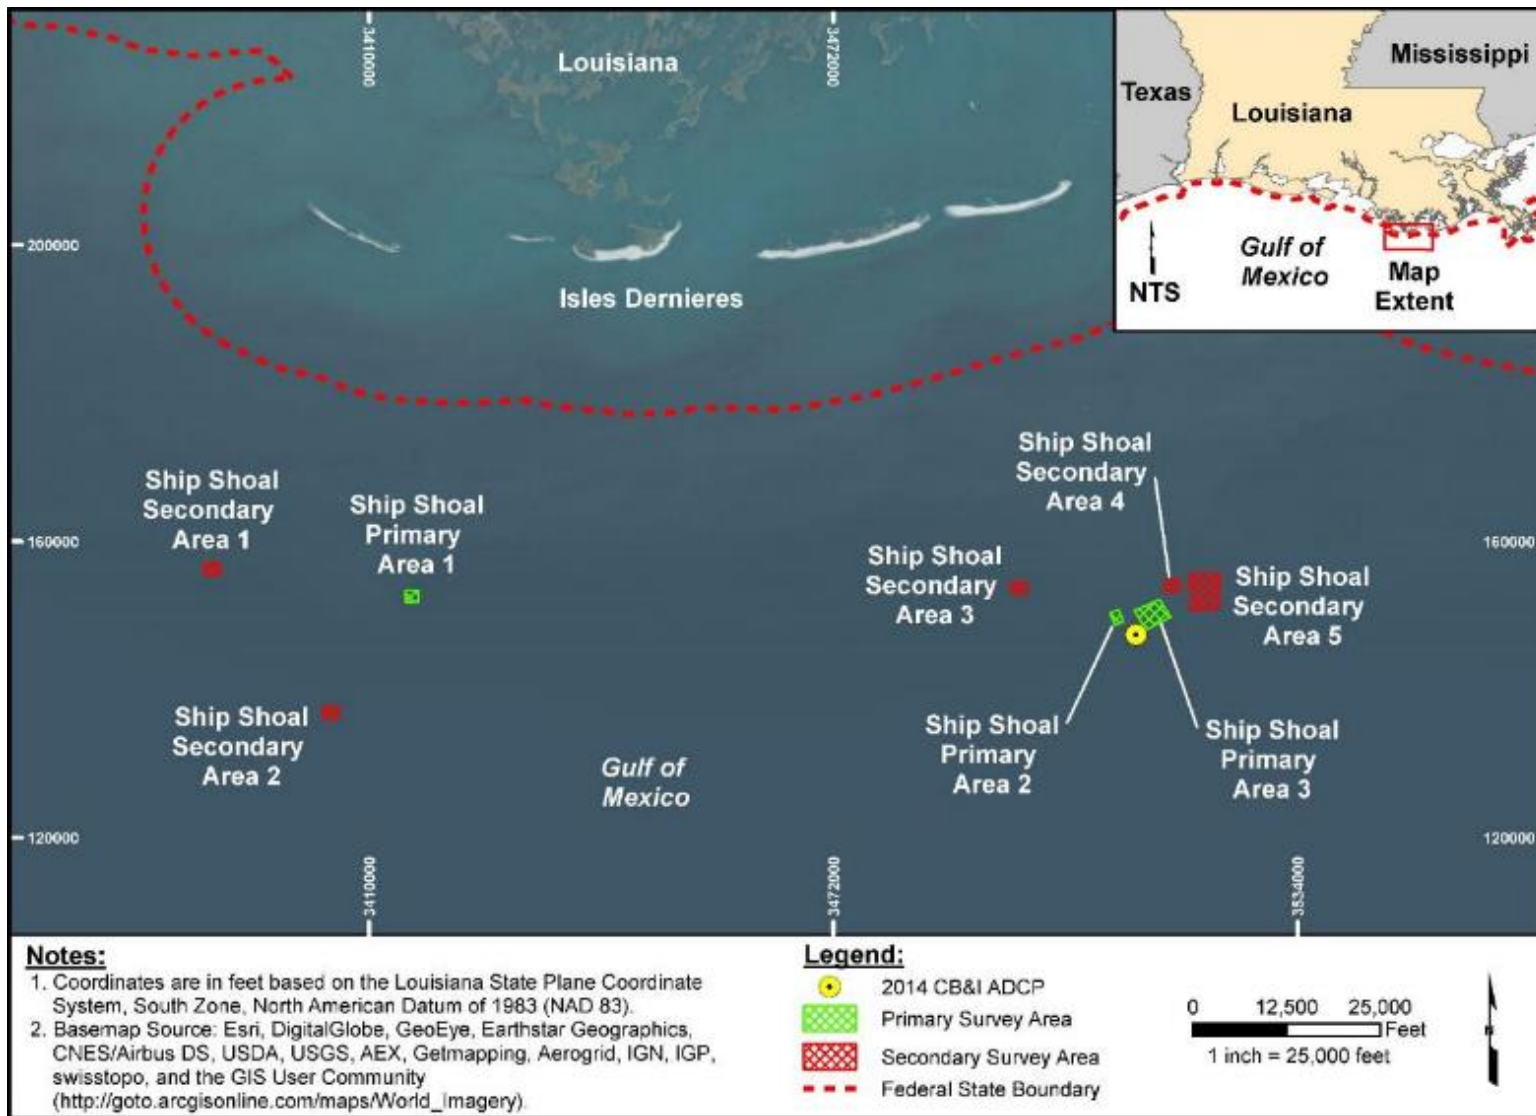 3410000
3472000
Louisiana
Texas
Mississippi
Louisiana
Gulf of
Mexico
NTS
Map
Extent
200000
Isles Dernieres
Ship Shoal
Secondary
Area 4
Ship Shoal
Secondary
Area 1
Ship Shoal
Primary
Area 1
160000
160000
Ship Shoal
Secondary
Area 3
Ship Shoal
Secondary
Area 5
Ship Shoal
Secondary
Area 2
Ship Shoal
Primary
Area 2
Ship Shoal
Primary
Area 3
Gulf of
Mexico
120000
120000
3410000
3472000
3534000
Notes:
1. Coordinates are in feet based on the Louisiana State Plane Coordinate
System, South Zone, North American Datum of 1983 (NAD 83).
2. Basemap Source: Esri, DigitalGlobe, GeoEye, Earthstar Geographics,
CNES/Airbus DS, USDA, USGS, AEX, Getmapping, Aerogrid, IGN, IGP,
swisstopo, and the GIS User Community
(http://goto.arcgisonline.com/maps/World_Imagery).
Legend:
2014 CB&I ADCP
Primary Survey Area
Secondary Survey Area
Federal State Boundary
0 12,500 25,000
Feet
1 inch = 25,000 feet
N